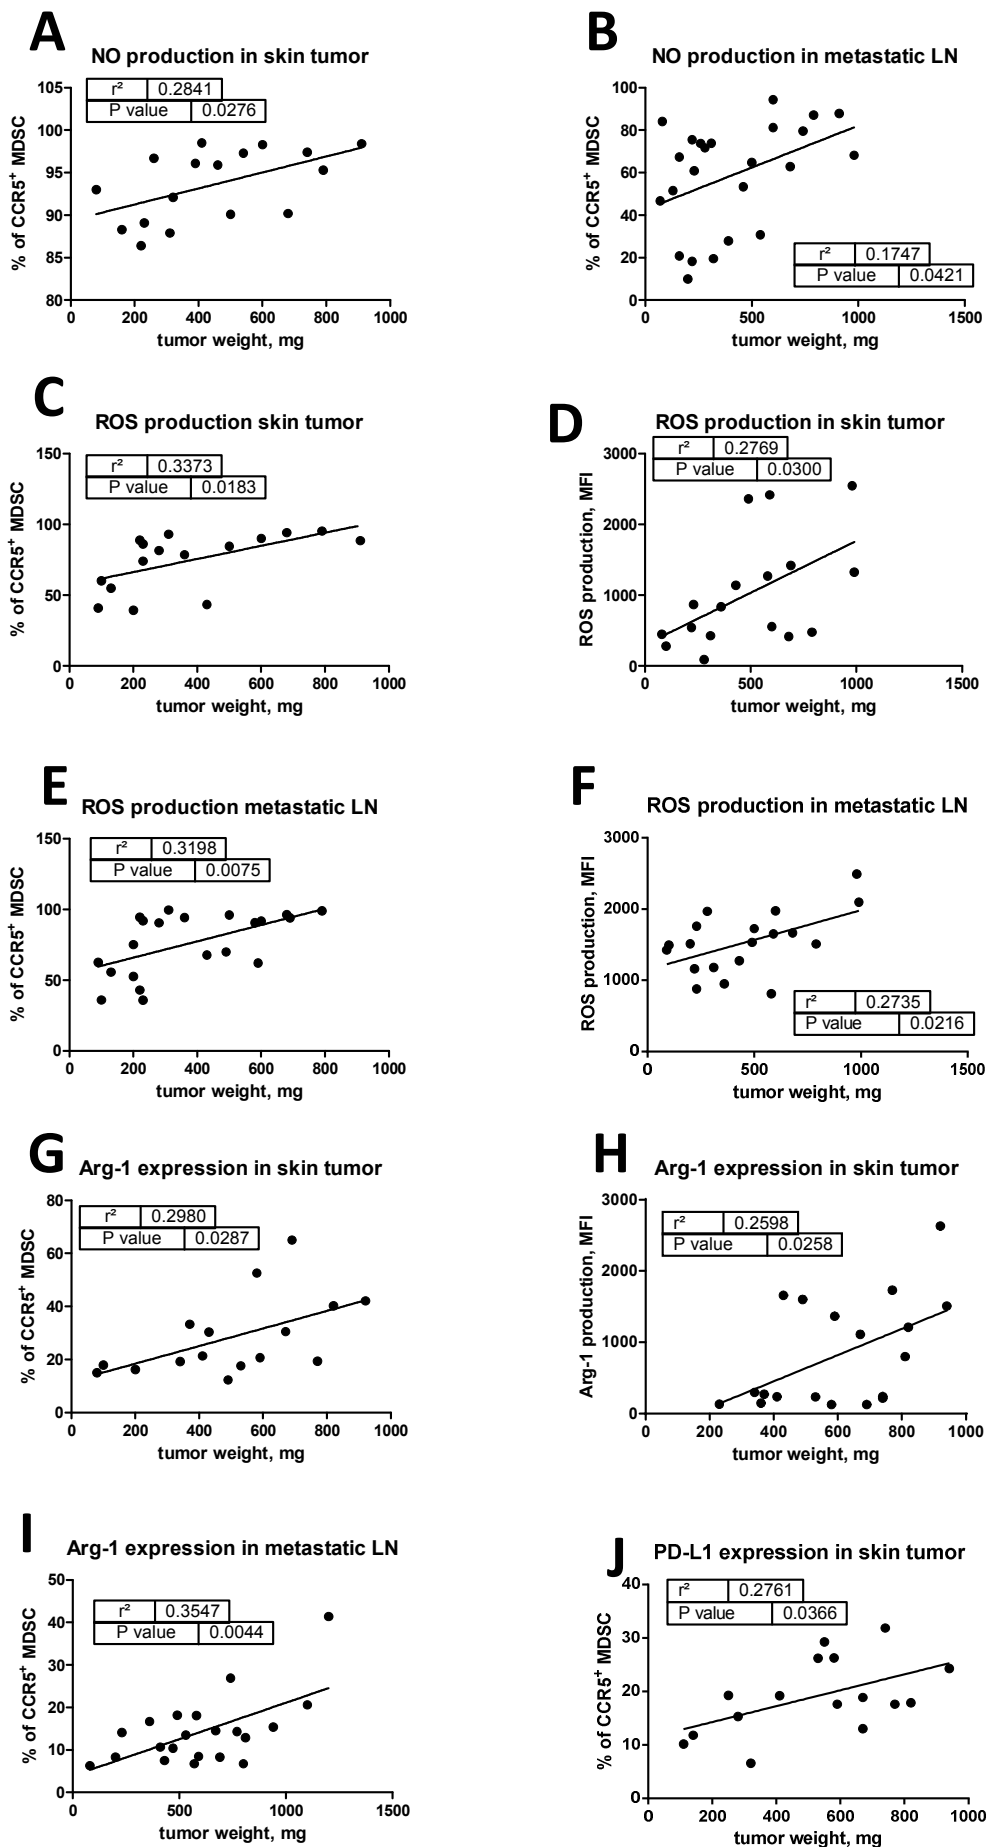 A
NO production in skin tumor
r² 0.2841
P value 0.0276
% of CCR5⁺ MDSC
105
100
95
90
85
80
0 200 400 600 800 1000
tumor weight, mg
B
NO production in metastatic LN
% of CCR5⁺ MDSC
100
80
60
40
20
0
r² 0.1747
P value 0.0421
0 500 1000 1500
tumor weight, mg
C
ROS production skin tumor
r² 0.3373
P value 0.0183
% of CCR5⁺ MDSC
150
100
50
0
0 200 400 600 800 1000
tumor weight, mg
D
ROS production in skin tumor
r² 0.2769
P value 0.0300
ROS production, MFI
3000
2000
1000
0
0 500 1000 1500
tumor weight, mg
E
ROS production metastatic LN
r² 0.3198
P value 0.0075
% of CCR5⁺ MDSC
150
100
50
0
0 200 400 600 800 1000
tumor weight, mg
F
ROS production in metastatic LN
ROS production, MFI
3000
2000
1000
0
r² 0.2735
P value 0.0216
0 500 1000 1500
tumor weight, mg
G
Arg-1 expression in skin tumor
r² 0.2980
P value 0.0287
% of CCR5⁺ MDSC
80
60
40
20
0
0 200 400 600 800 1000
tumor weight, mg
H
Arg-1 expression in skin tumor
r² 0.2598
P value 0.0258
Arg-1 production, MFI
3000
2000
1000
0
0 200 400 600 800 1000
tumor weight, mg
I
Arg-1 expression in metastatic LN
r² 0.3547
P value 0.0044
% of CCR5⁺ MDSC
50
40
30
20
10
0
0 500 1000 1500
tumor weight, mg
J
PD-L1 expression in skin tumor
r² 0.2761
P value 0.0366
% of CCR5⁺ MDSC
40
30
20
10
0
0 200 400 600 800 1000
tumor weight, mg